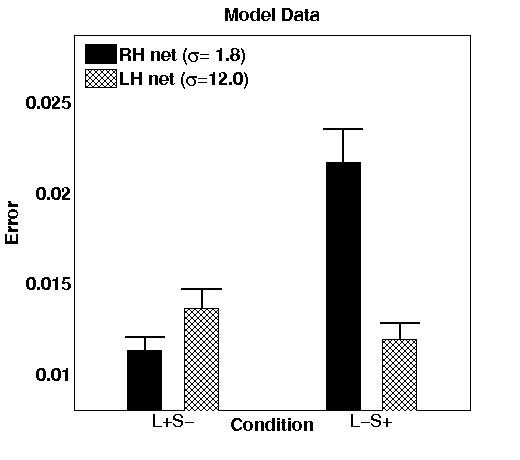 Model Data
RH net (σ= 1.8)
LH net (σ=12.0)
0.025
0.02
0.015
0.01
Error
L+S−
L−S+
Condition